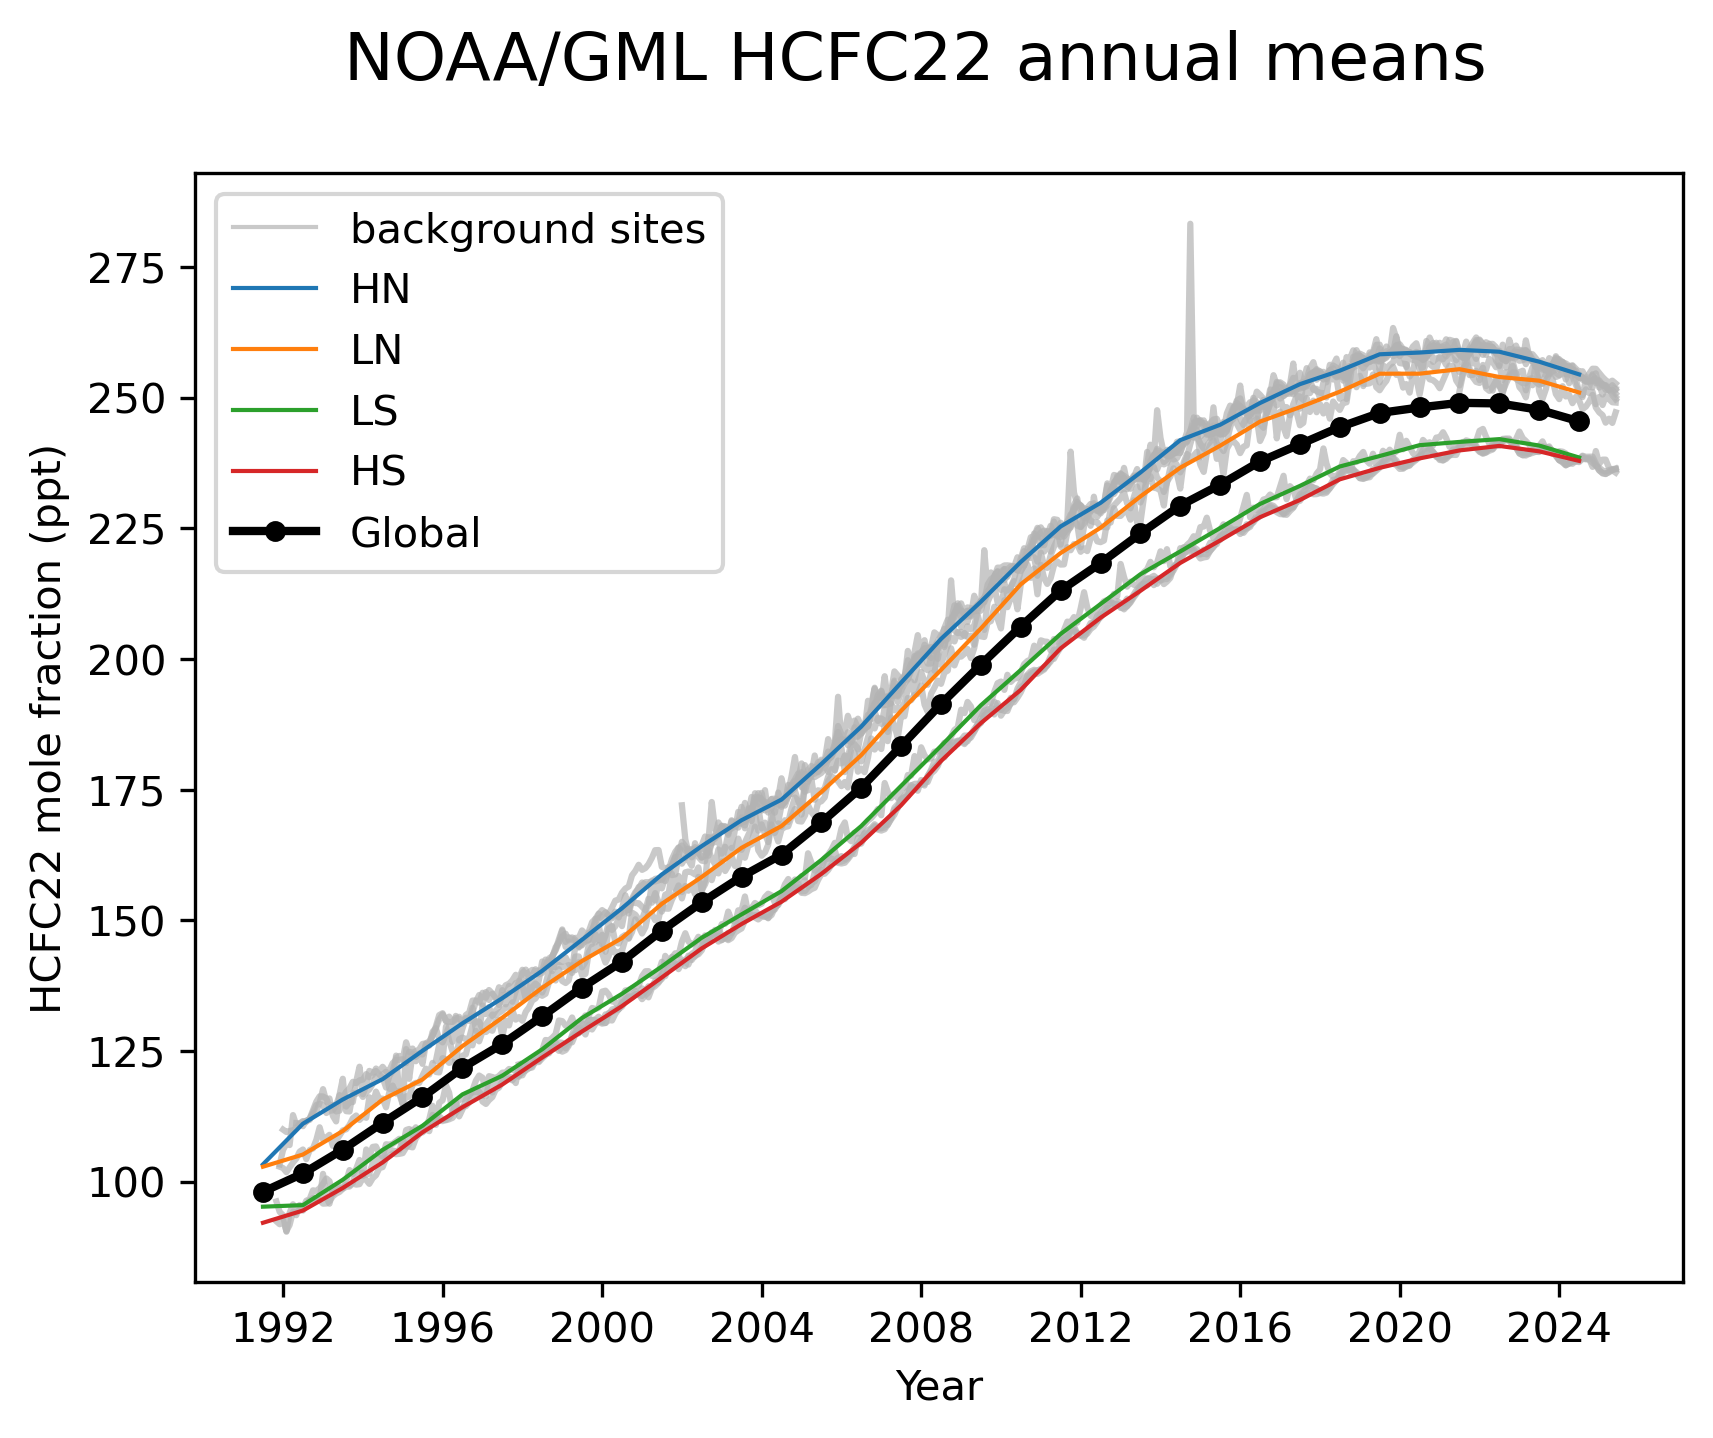 NOAA/GML HCFC22 annual means
background sites
HN
LN
LS
HS
Global
HCFC22 mole fraction (ppt)
275
250
225
200
175
150
125
100
1992 1996 2000 2004 2008 2012 2016 2020 2024
Year